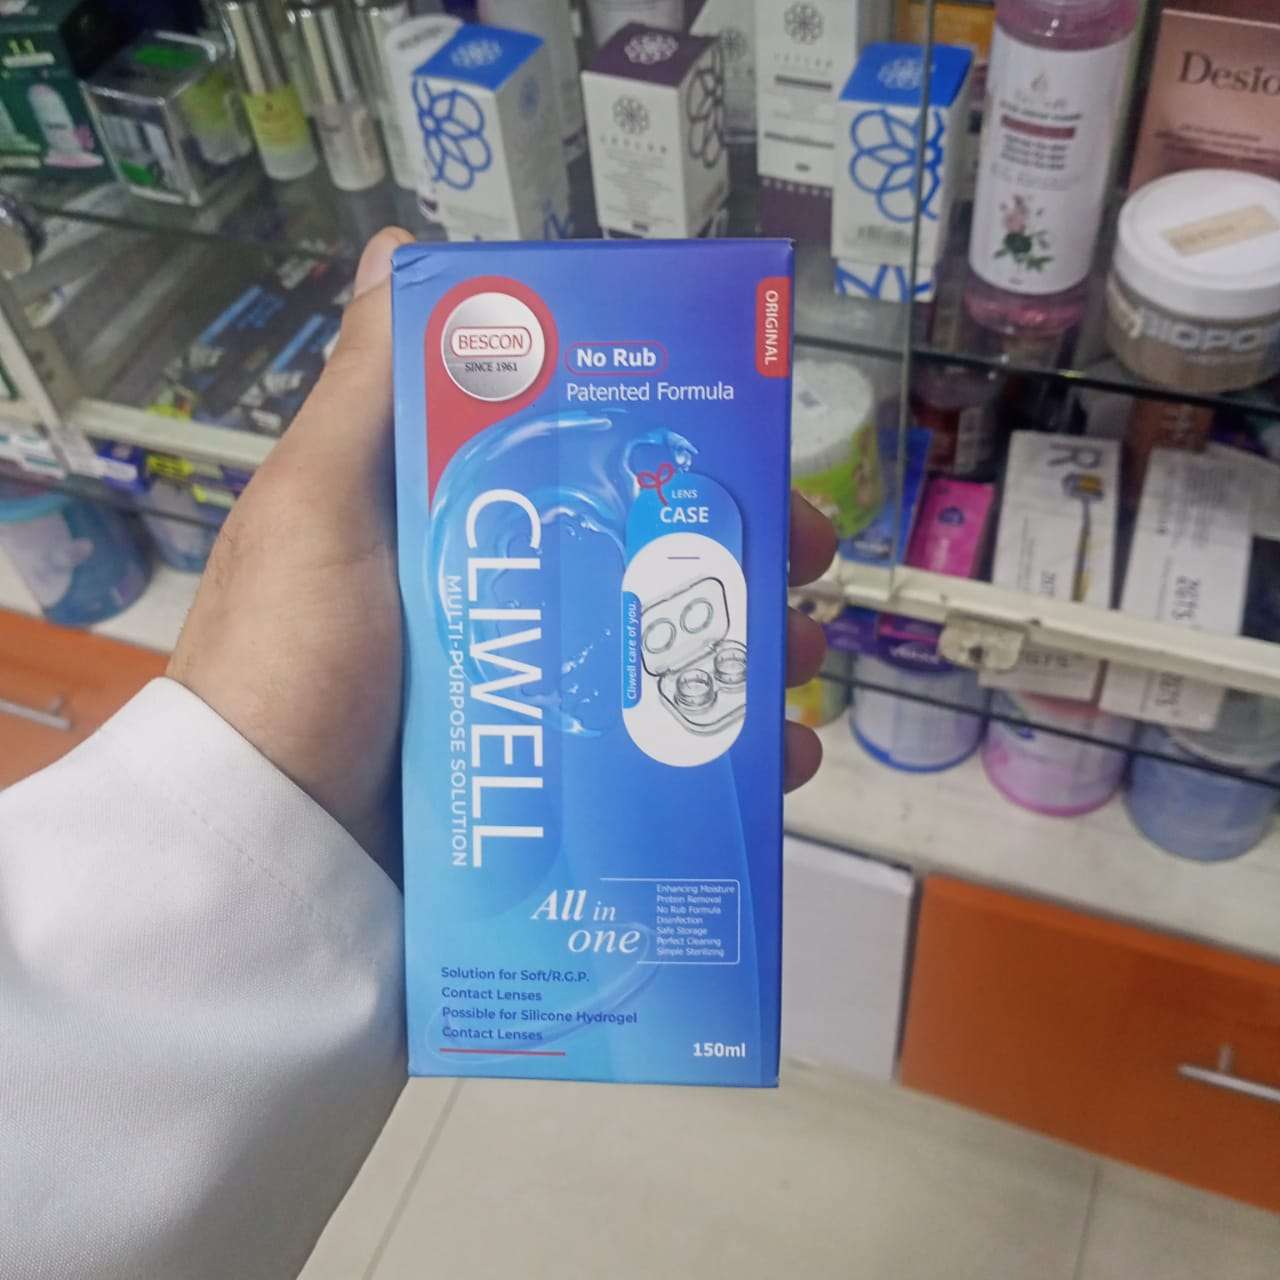 BESCON
SINCE 1961
No Rub
Patented Formula
ORIGINAL
LENS
CASE
Cliwell care of you.
CLIWELL
MULTI-PURPOSE SOLUTION
All in
one
Enhancing Moisture
Protein Removal
No Rub Formula
Disinfection
Safe Storage
Perfect Cleaning
Simple Sterilizing
Solution for Soft/R.G.P.
Contact Lenses
Possible for Silicone Hydrogel
Contact Lenses
150ml